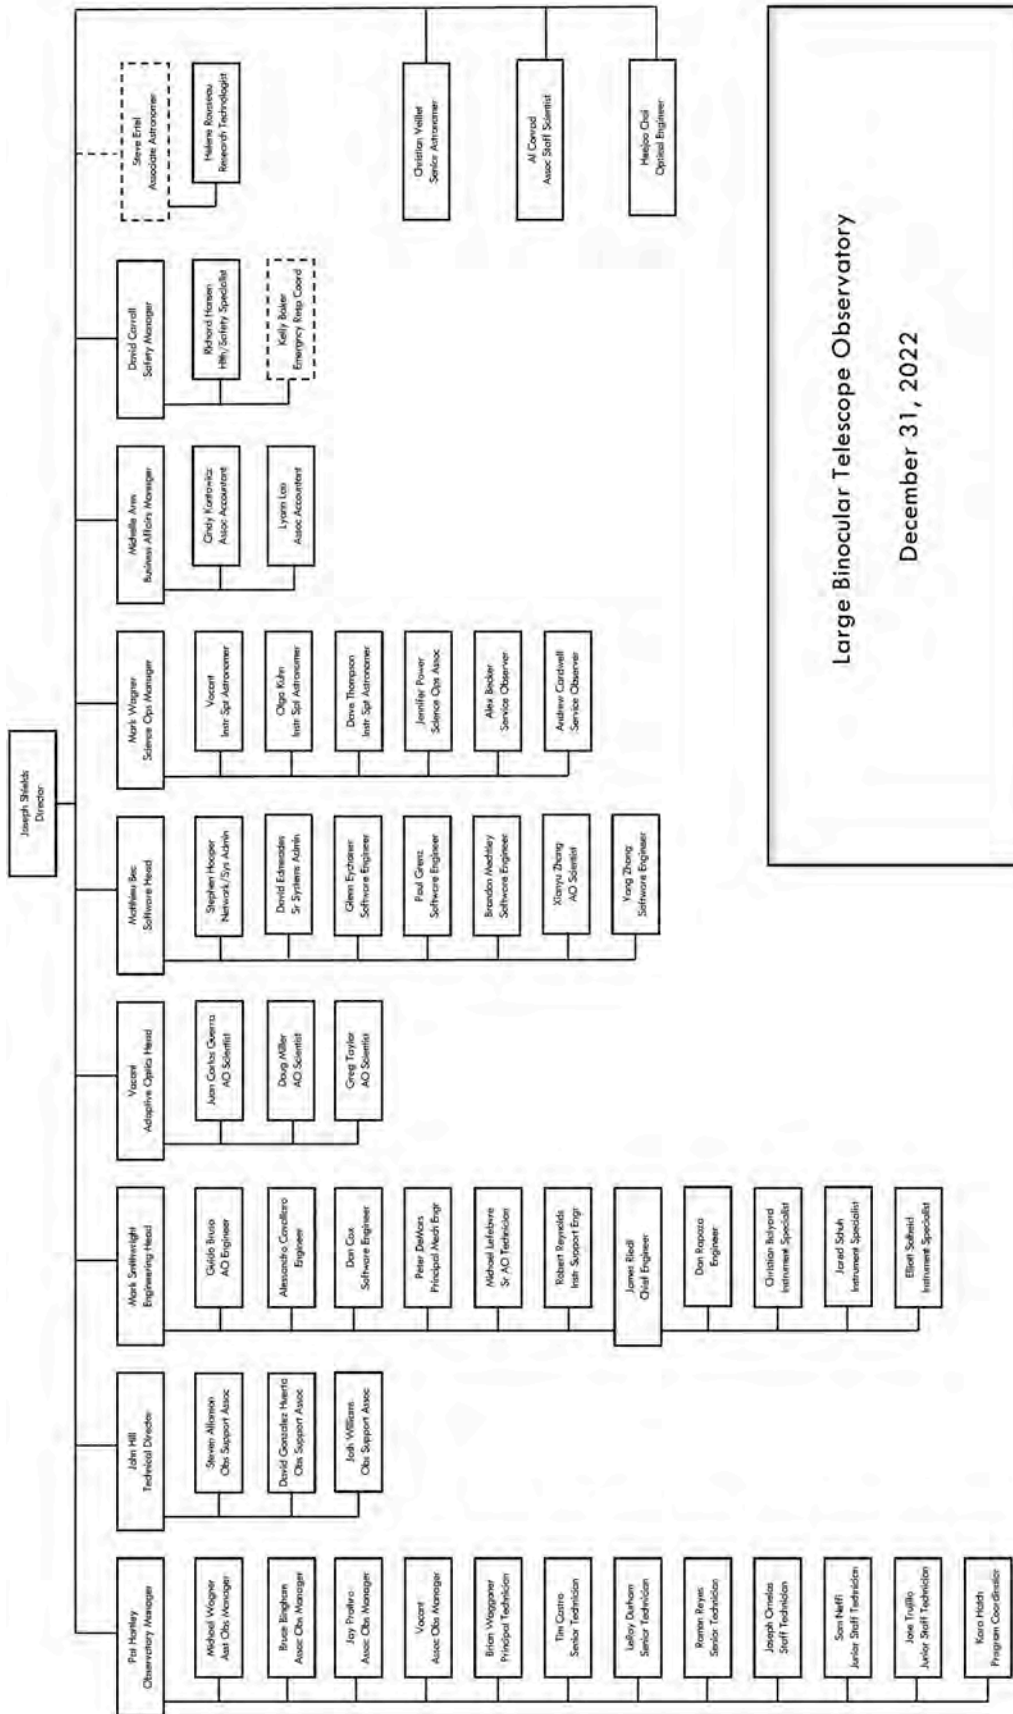 Joseph Shields
Director
Pat Hartley
Observatory Manager
Michael Wagner
Asst Obs Manager
Bruce Bingham
Assoc Obs Manager
Jay Prathro
Assoc Obs Manager
Vacant
Assoc Obs Manager
Brian Waggoner
Principal Technician
Tim Castro
Senior Technician
LeRoy Durham
Senior Technician
Ramon Reyes
Senior Technician
Joseph Ornelas
Staff Technician
Sam Neffi
Junior Staff Technician
Jose Trujillo
Junior Staff Technician
Kara Hatch
Program Coordinator
John Hill
Technical Director
Steven Allanson
Obs Support Assoc
David Gonzalez Huerta
Obs Support Assoc
Josh Williams
Obs Support Assoc
Mark Smithwright
Engineering Head
Guido Brusa
AO Engineer
Alessandro Cavallaro
Engineer
Dan Cox
Software Engineer
Peter DeMars
Principal Mech Engr
Michael Lefebvre
Sr AO Technician
Robert Reynolds
Instr Support Engr
James Riedl
Chief Engineer
Dan Rapoza
Engineer
Christian Bolyard
Instrument Specialist
Jared Schuh
Instrument Specialist
Elliott Solheid
Instrument Specialist
Vacant
Adaptive Optics Head
Juan Carlos Guerra
AO Scientist
Doug Miller
AO Scientist
Greg Taylor
AO Scientist
Matthieu Bec
Software Head
Stephen Hooper
Network/Sys Admin
David Edmeades
Sr Systems Admin
Glenn Eychaner
Software Engineer
Paul Grenz
Software Engineer
Brandon Mechtley
Software Engineer
Xianyu Zhang
AO Scientist
Yang Zhang
Software Engineer
Mark Wagner
Science Ops Manager
Vacant
Instr Spt Astronomer
Olga Kuhn
Instr Spt Astronomer
Dave Thompson
Instr Spt Astronomer
Jennifer Power
Science Ops Assoc
Alex Becker
Service Observer
Andrew Cardwell
Service Observer
Michelle Ares
Business Affairs Manager
Cindy Kantowicz
Assoc Accountant
Lyann Lau
Assoc Accountant
David Carroll
Safety Manager
Richard Hansen
Hlth/Safety Specialist
Kelly Baker
Emergncy Resp Coord
Steve Ertel
Associate Astronomer
Helene Rousseau
Research Technologist
Christian Veillet
Senior Astronomer
Al Conrad
Assoc Staff Scientist
Heejoo Choi
Optical Engineer
Large Binocular Telescope Observatory
December 31, 2022